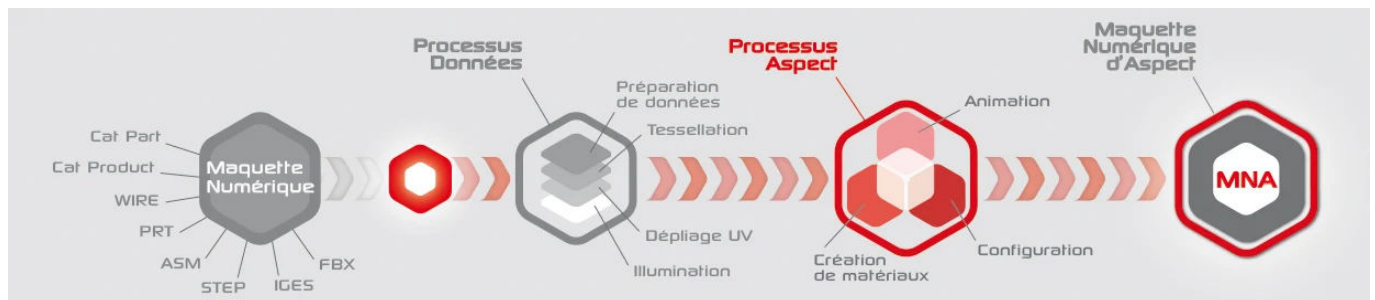 Cat Part
Cat Product
WIRE
PRT
ASM
STEP
IGES
FBX
Maquette
Numérique
Processus
Données
Préparation
de données
Tessellation
Dépliage UV
Illumination
Processus
Aspect
Animation
Configuration
Création
de matériaux
Maquette
Numérique
d'Aspect
MNA